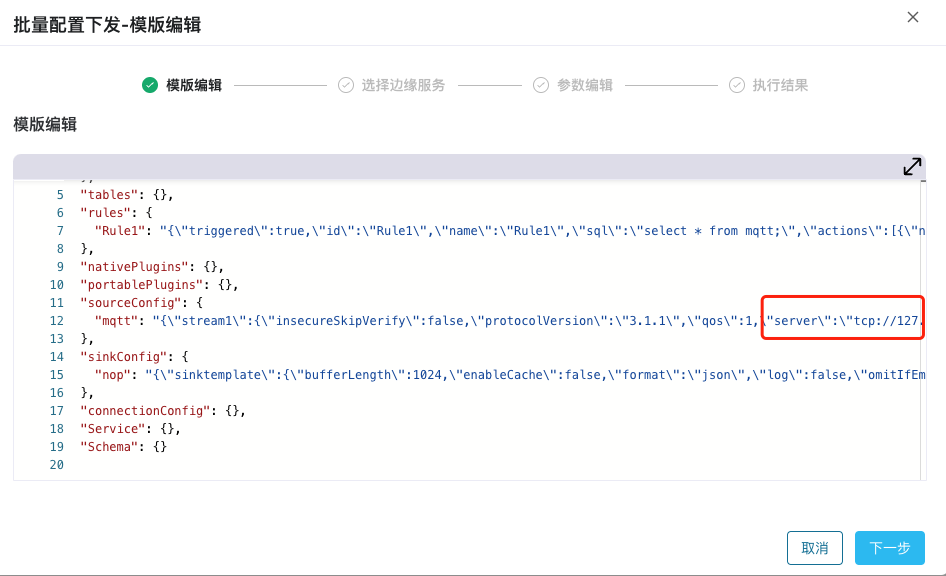 批量配置下发-模版编辑
模版编辑 选择边缘服务 参数编辑 执行结果
模版编辑
5 "tables": {},
6 "rules": {
7 "Rule1": "{\"triggered\":true,\"id\":\"Rule1\",\"name\":\"Rule1\",\"sql\":\"select * from mqtt;\",\"actions\":[{\"n
8 },
9 "nativePlugins": {},
10 "portablePlugins": {},
11 "sourceConfig": {
12 "mqtt": "{\"stream1\":{\"insecureSkipVerify\":false,\"protocolVersion\":\"3.1.1\",\"qos\":1,\"server\":\"tcp://127.
13 },
14 "sinkConfig": {
15 "nop": "{\"sinktemplate\":{\"bufferLength\":1024,\"enableCache\":false,\"format\":\"json\",\"log\":false,\"omitIfEm
16 },
17 "connectionConfig": {},
18 "Service": {},
19 "Schema": {}
20
取消 下一步